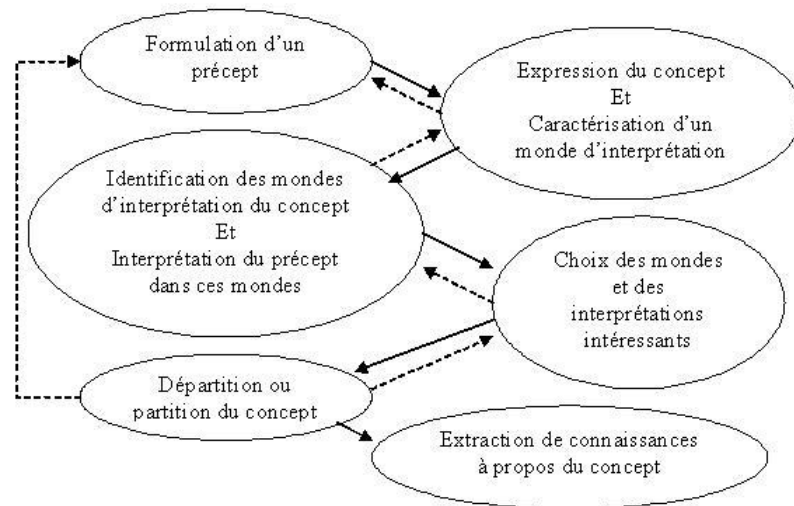 Formulation d’un
précept
Expression du concept
Et
Caractérisation d’un
monde d’interprétation
Identification des mondes
d’interprétation du concept
Et
Interprétation du précept
dans ces mondes
Choix des mondes
et des
interprétations
intéressants
Départition ou
partition du concept
Extraction de connaissances
à propos du concept